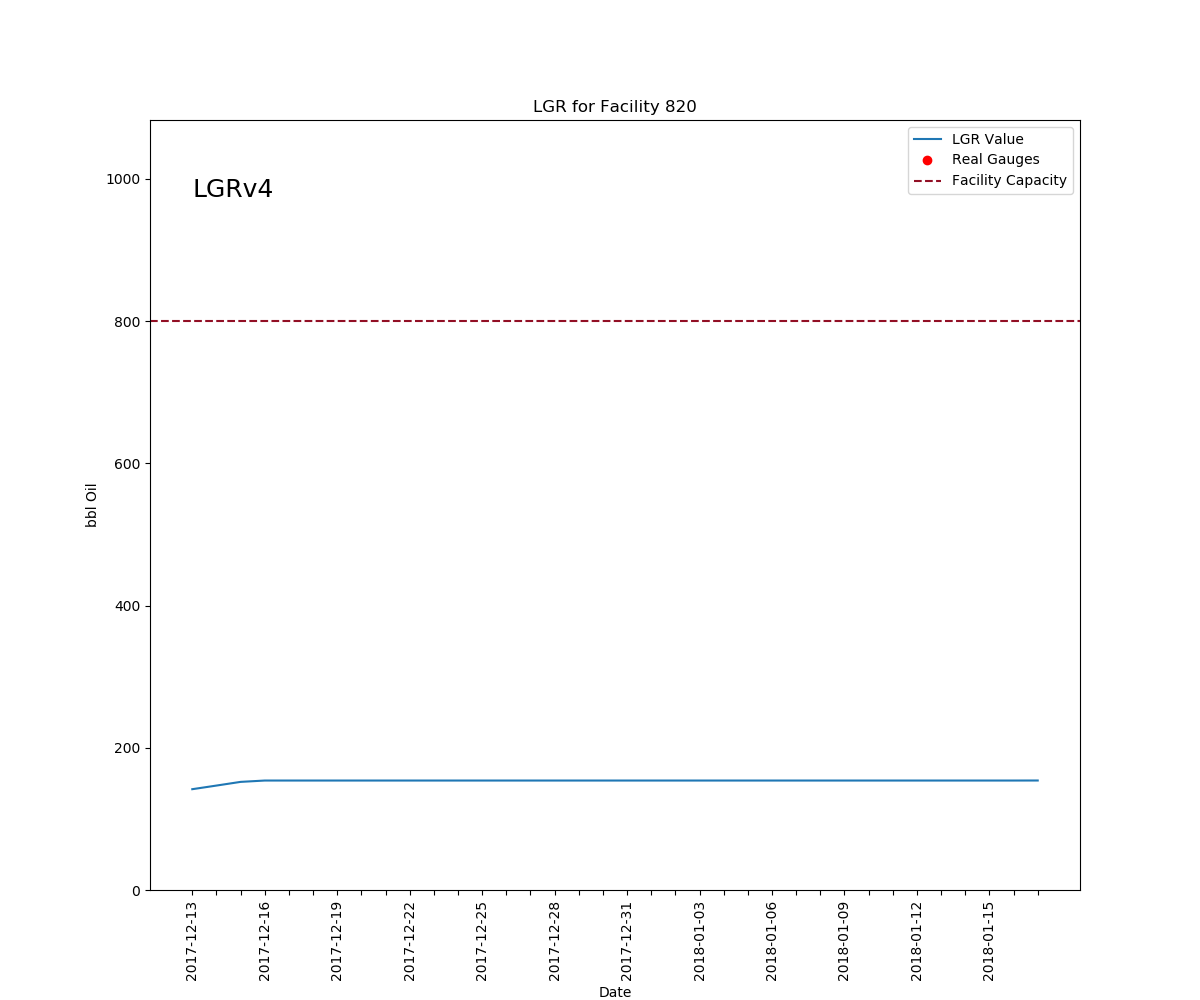 LGR for Facility 820
LGRv4
LGR Value
Real Gauges
Facility Capacity
bbl Oil
1000
800
600
400
200
0
2017-12-13
2017-12-16
2017-12-19
2017-12-22
2017-12-25
2017-12-28
2017-12-31
2018-01-03
2018-01-06
2018-01-09
2018-01-12
2018-01-15
Date